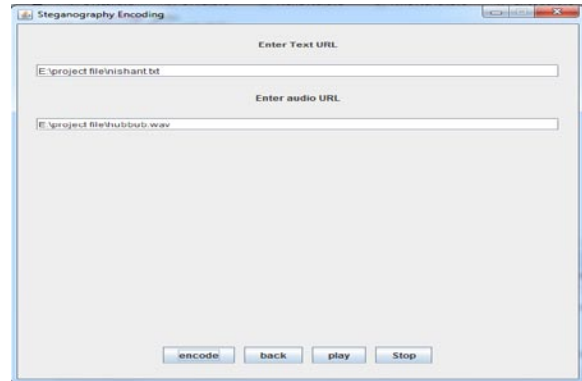 Steganography Encoding
Enter Text URL
E:\project file\nishant.txt
Enter audio URL
E:\project file\hubbub.wav
encode back play Stop